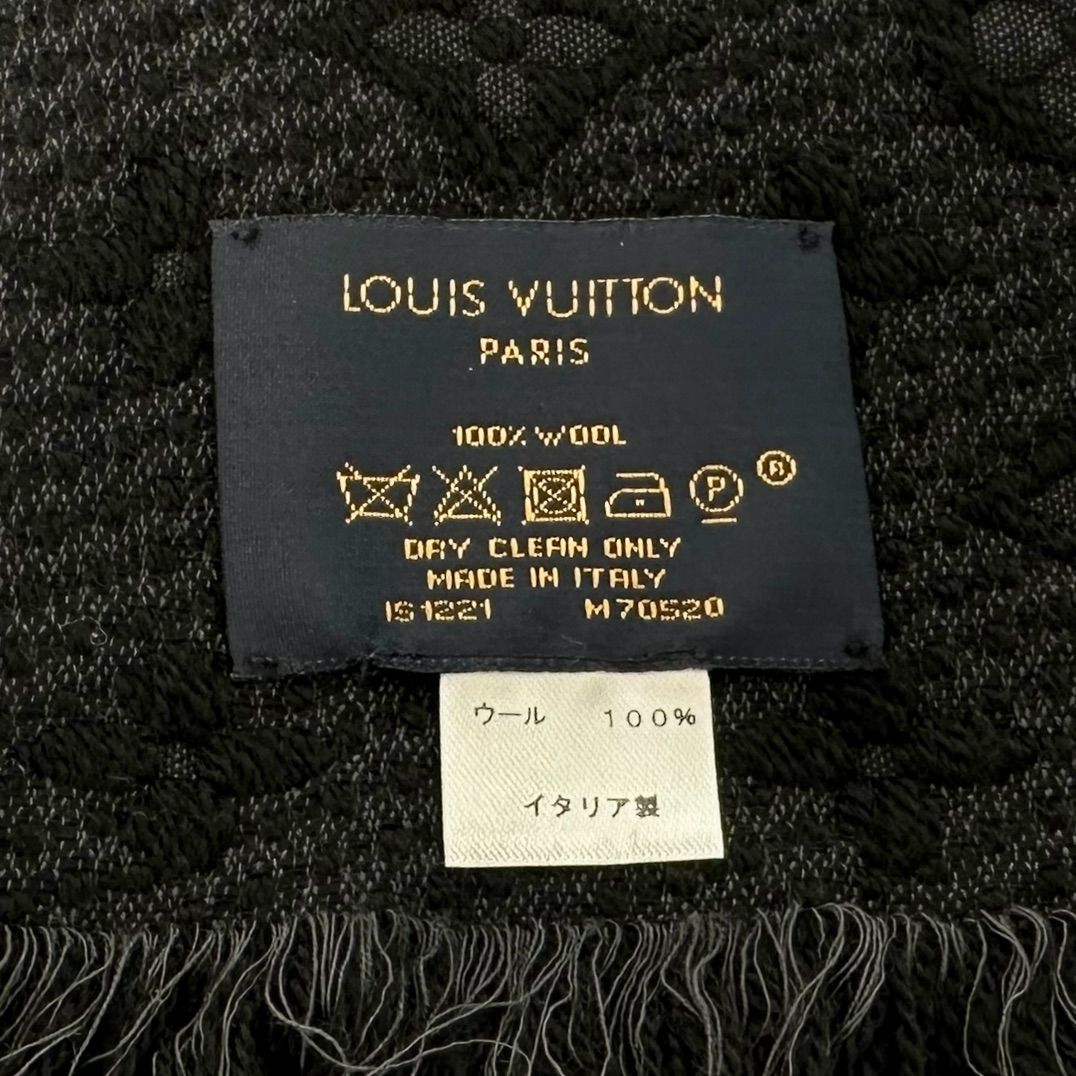 LOUIS VUITTON
PARIS
100% WOOL
P
DRY CLEAN ONLY
MADE IN ITALY
IS1221 M70520
ウール 100%
イタリア製